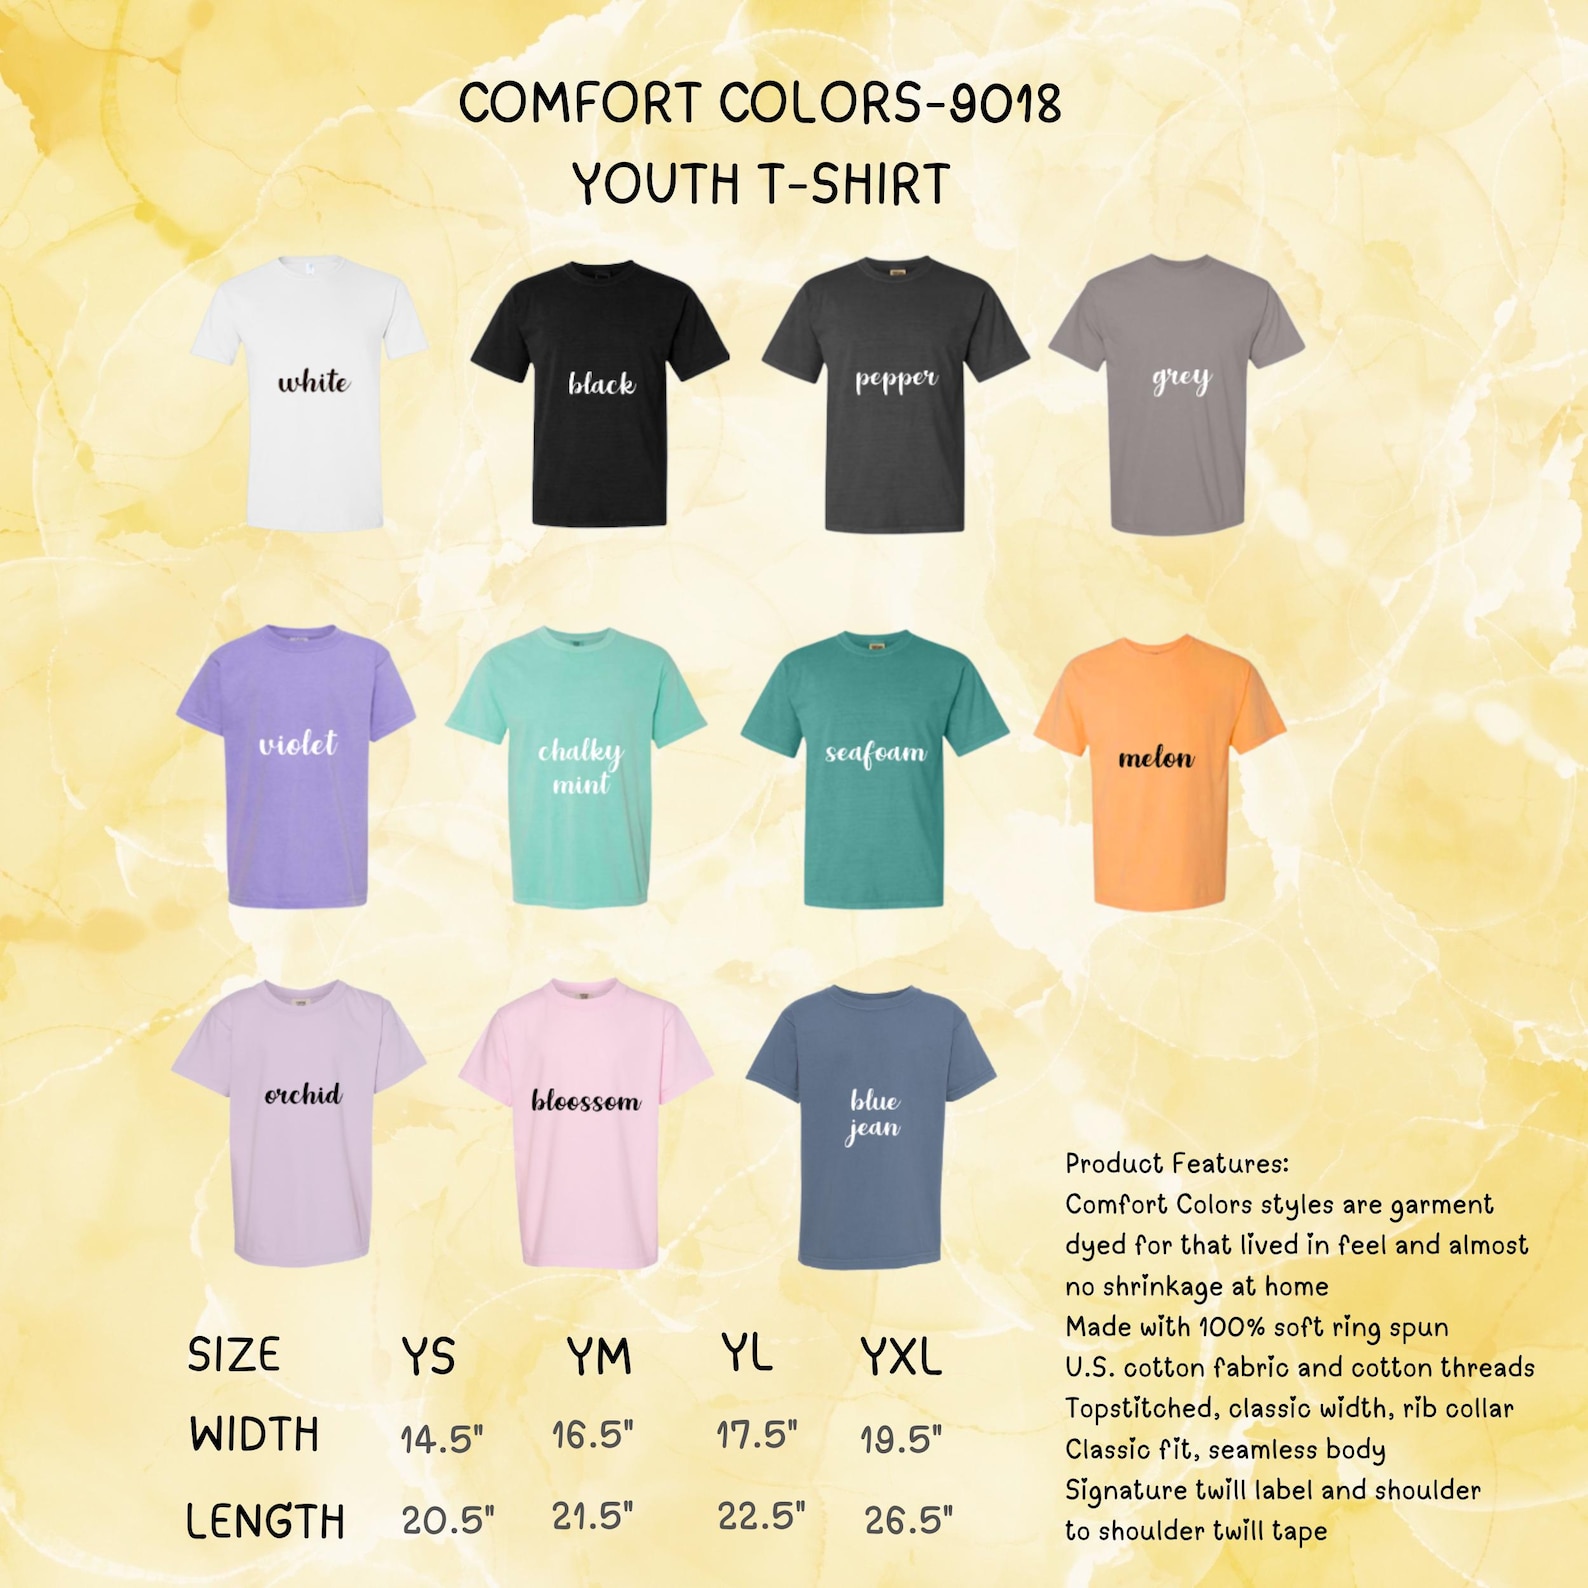 COMFORT COLORS-9018
YOUTH T-SHIRT
white
black
pepper
grey
violet
chalky
mint
seafoam
melon
orchid
bloossom
blue
jean
Product Features:
Comfort Colors styles are garment
dyed for that lived in feel and almost
no shrinkage at home
Made with 100% soft ring spun
U.S. cotton fabric and cotton threads
Topstitched, classic width, rib collar
Classic fit, seamless body
Signature twill label and shoulder
to shoulder twill tape
SIZE YS YM YL YXL
WIDTH 14.5" 16.5" 17.5" 19.5"
LENGTH 20.5" 21.5" 22.5" 26.5"